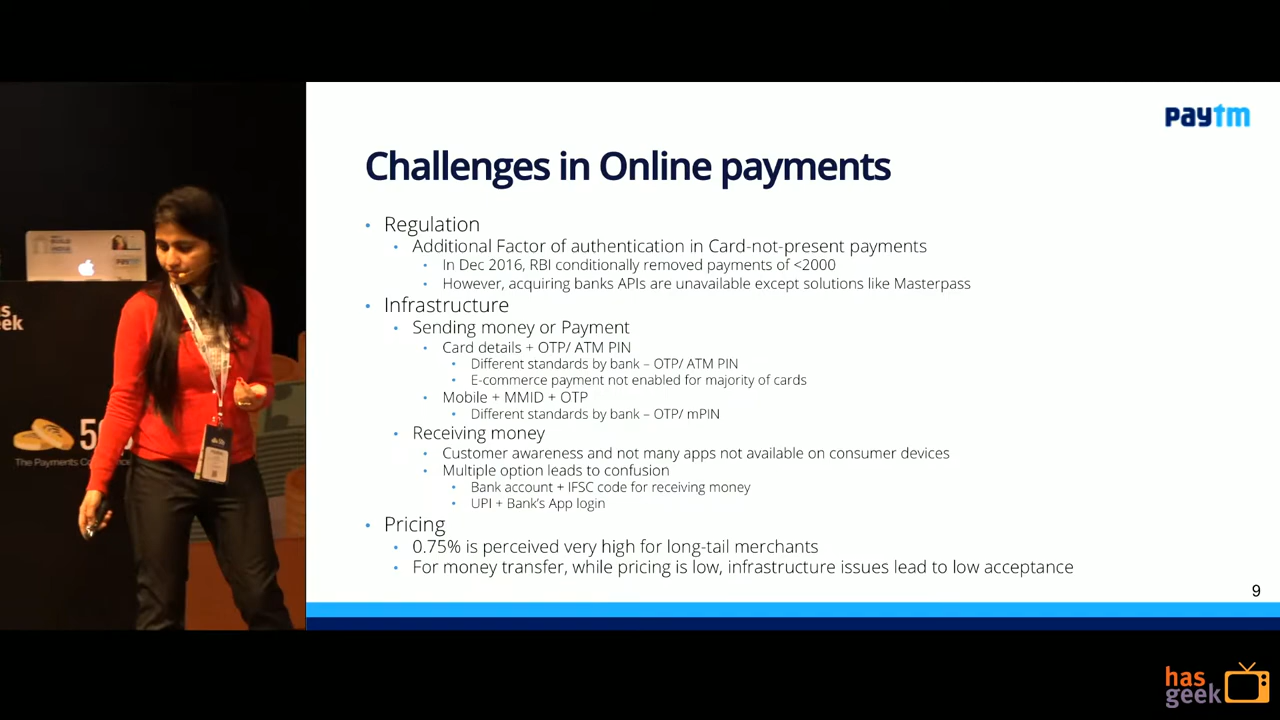 paytm
Challenges in Online payments
Regulation
Additional Factor of authentication in Card-not-present payments
In Dec 2016, RBI conditionally removed payments of <2000
However, acquiring banks APIs are unavailable except solutions like Masterpass
Infrastructure
Sending money or Payment
Card details + OTP/ ATM PIN
Different standards by bank – OTP/ ATM PIN
E-commerce payment not enabled for majority of cards
Mobile + MMID + OTP
Different standards by bank – OTP/ mPIN
Receiving money
Customer awareness and not many apps not available on consumer devices
Multiple option leads to confusion
Bank account + IFSC code for receiving money
UPI + Bank's App login
Pricing
0.75% is perceived very high for long-tail merchants
For money transfer, while pricing is low, infrastructure issues lead to low acceptance
9
The Payments
has
geek